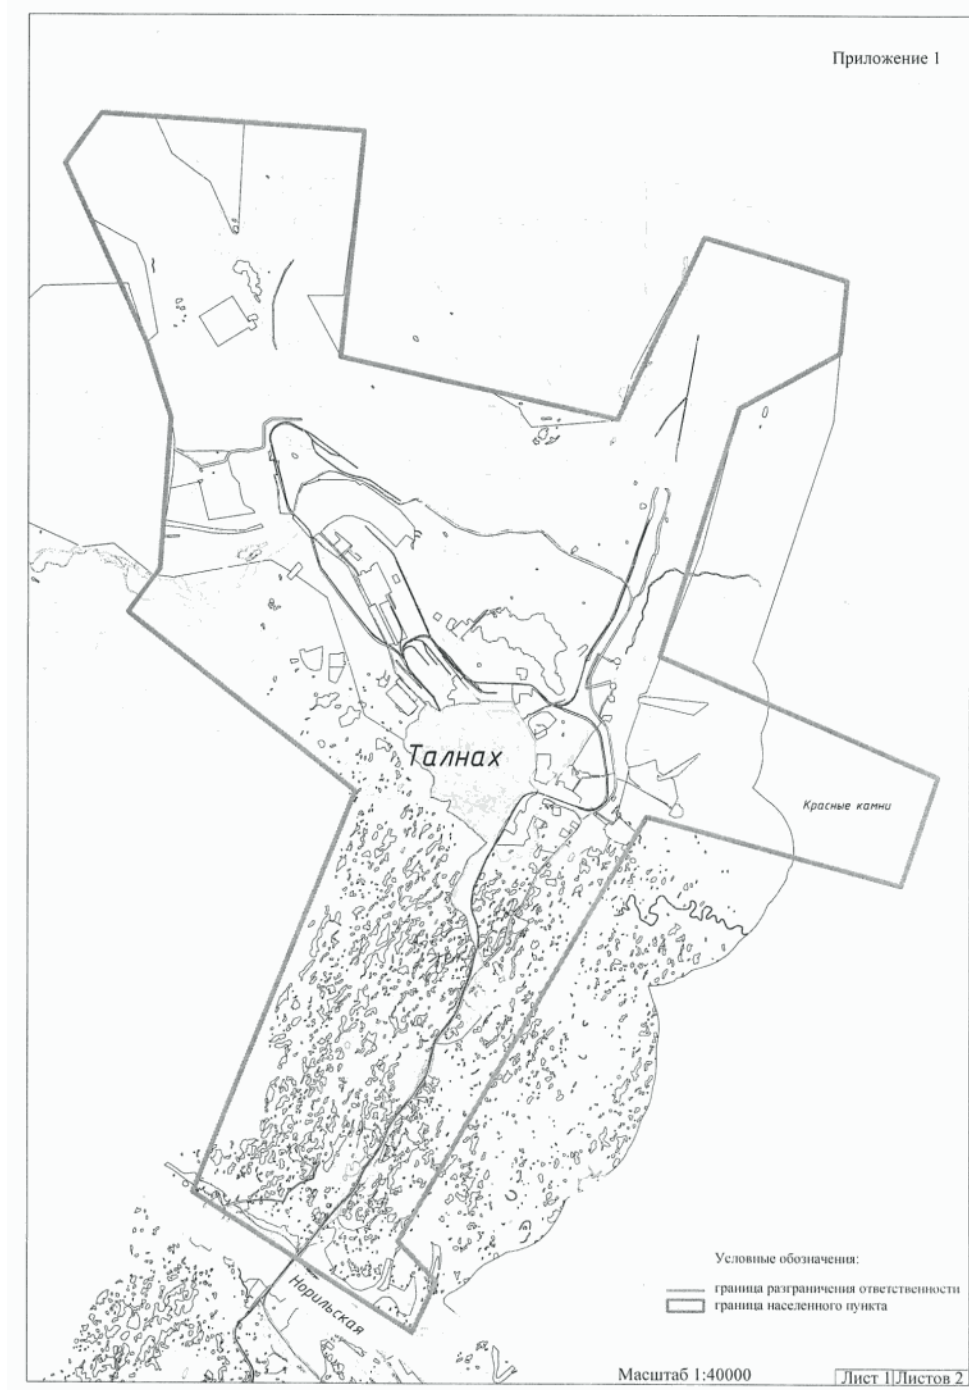 Приложение 1
Талнах
Красные камни
Условные обозначения:
граница разграничения ответственности
граница населенного пункта
Норильская
Масштаб 1:40000
Лист 1 Листов 2